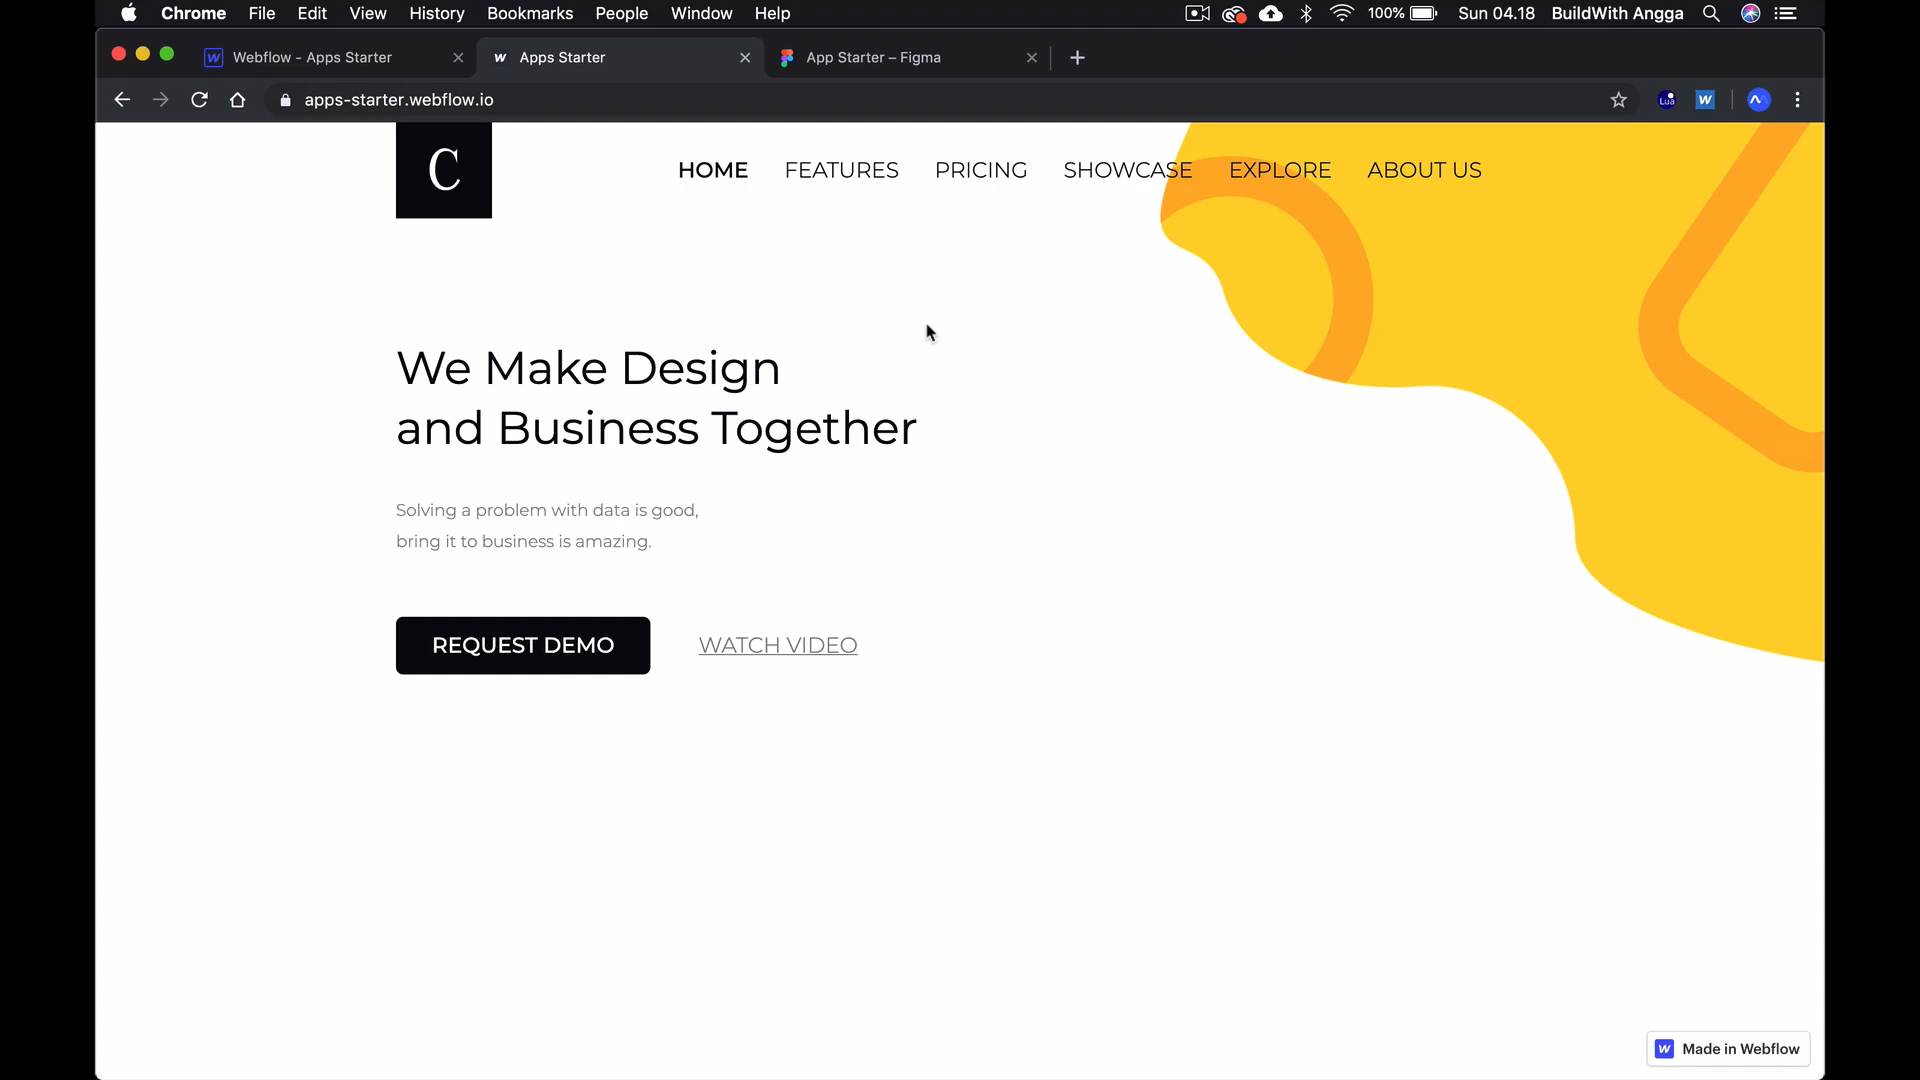 Chrome File Edit View History Bookmarks People Window Help 100% Sun 04.18 BuildWith Angga
Webflow - Apps Starter Apps Starter App Starter – Figma
apps-starter.webflow.io Lua
C HOME FEATURES PRICING SHOWCASE EXPLORE ABOUT US
We Make Design
and Business Together
Solving a problem with data is good,
bring it to business is amazing.
REQUEST DEMO WATCH VIDEO
Made in Webflow